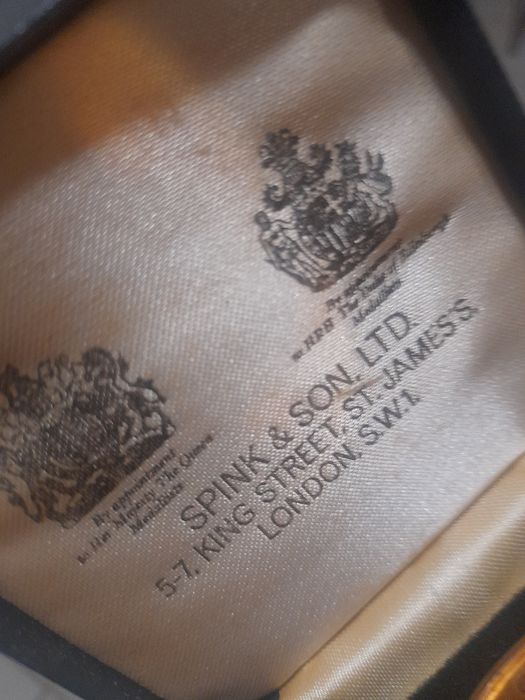 By appointment
to Her Majesty The Queen
Medallists
By appointment
to HRH The Duke of Edinburgh
Medallists
SPINK & SON. LTD.
5-7, KING STREET, ST. JAMES'S.
LONDON. S.W.1.